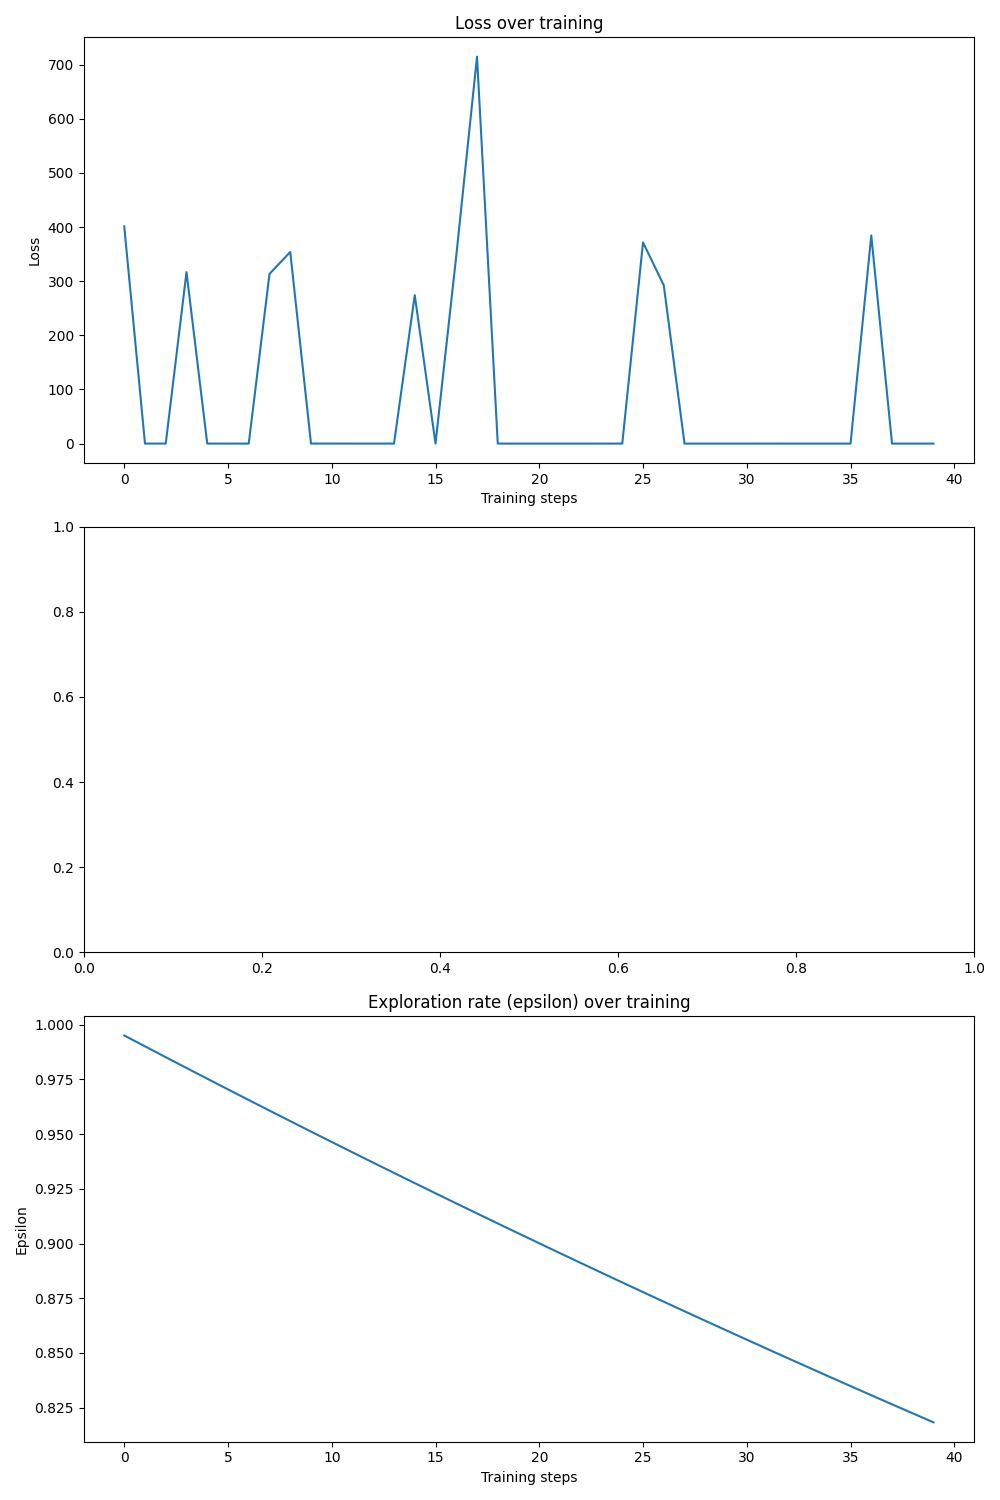 Loss over training
700
600
500
400
300
200
100
0
Loss
0 5 10 15 20 25 30 35 40
Training steps
1.0
0.8
0.6
0.4
0.2
0.0
0.0 0.2 0.4 0.6 0.8 1.0
Exploration rate (epsilon) over training
1.000
0.975
0.950
0.925
0.900
0.875
0.850
0.825
Epsilon
0 5 10 15 20 25 30 35 40
Training steps